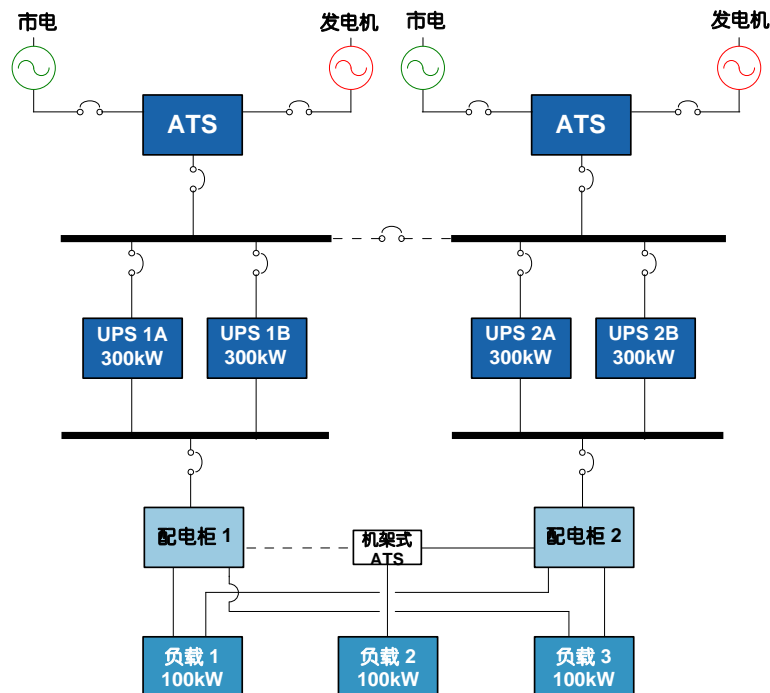 市电
发电机
市电
发电机
ATS
ATS
UPS 1A
300kW
UPS 1B
300kW
UPS 2A
300kW
UPS 2B
300kW
配电柜 1
机架式
ATS
配电柜 2
负载 1
100kW
负载 2
100kW
负载 3
100kW